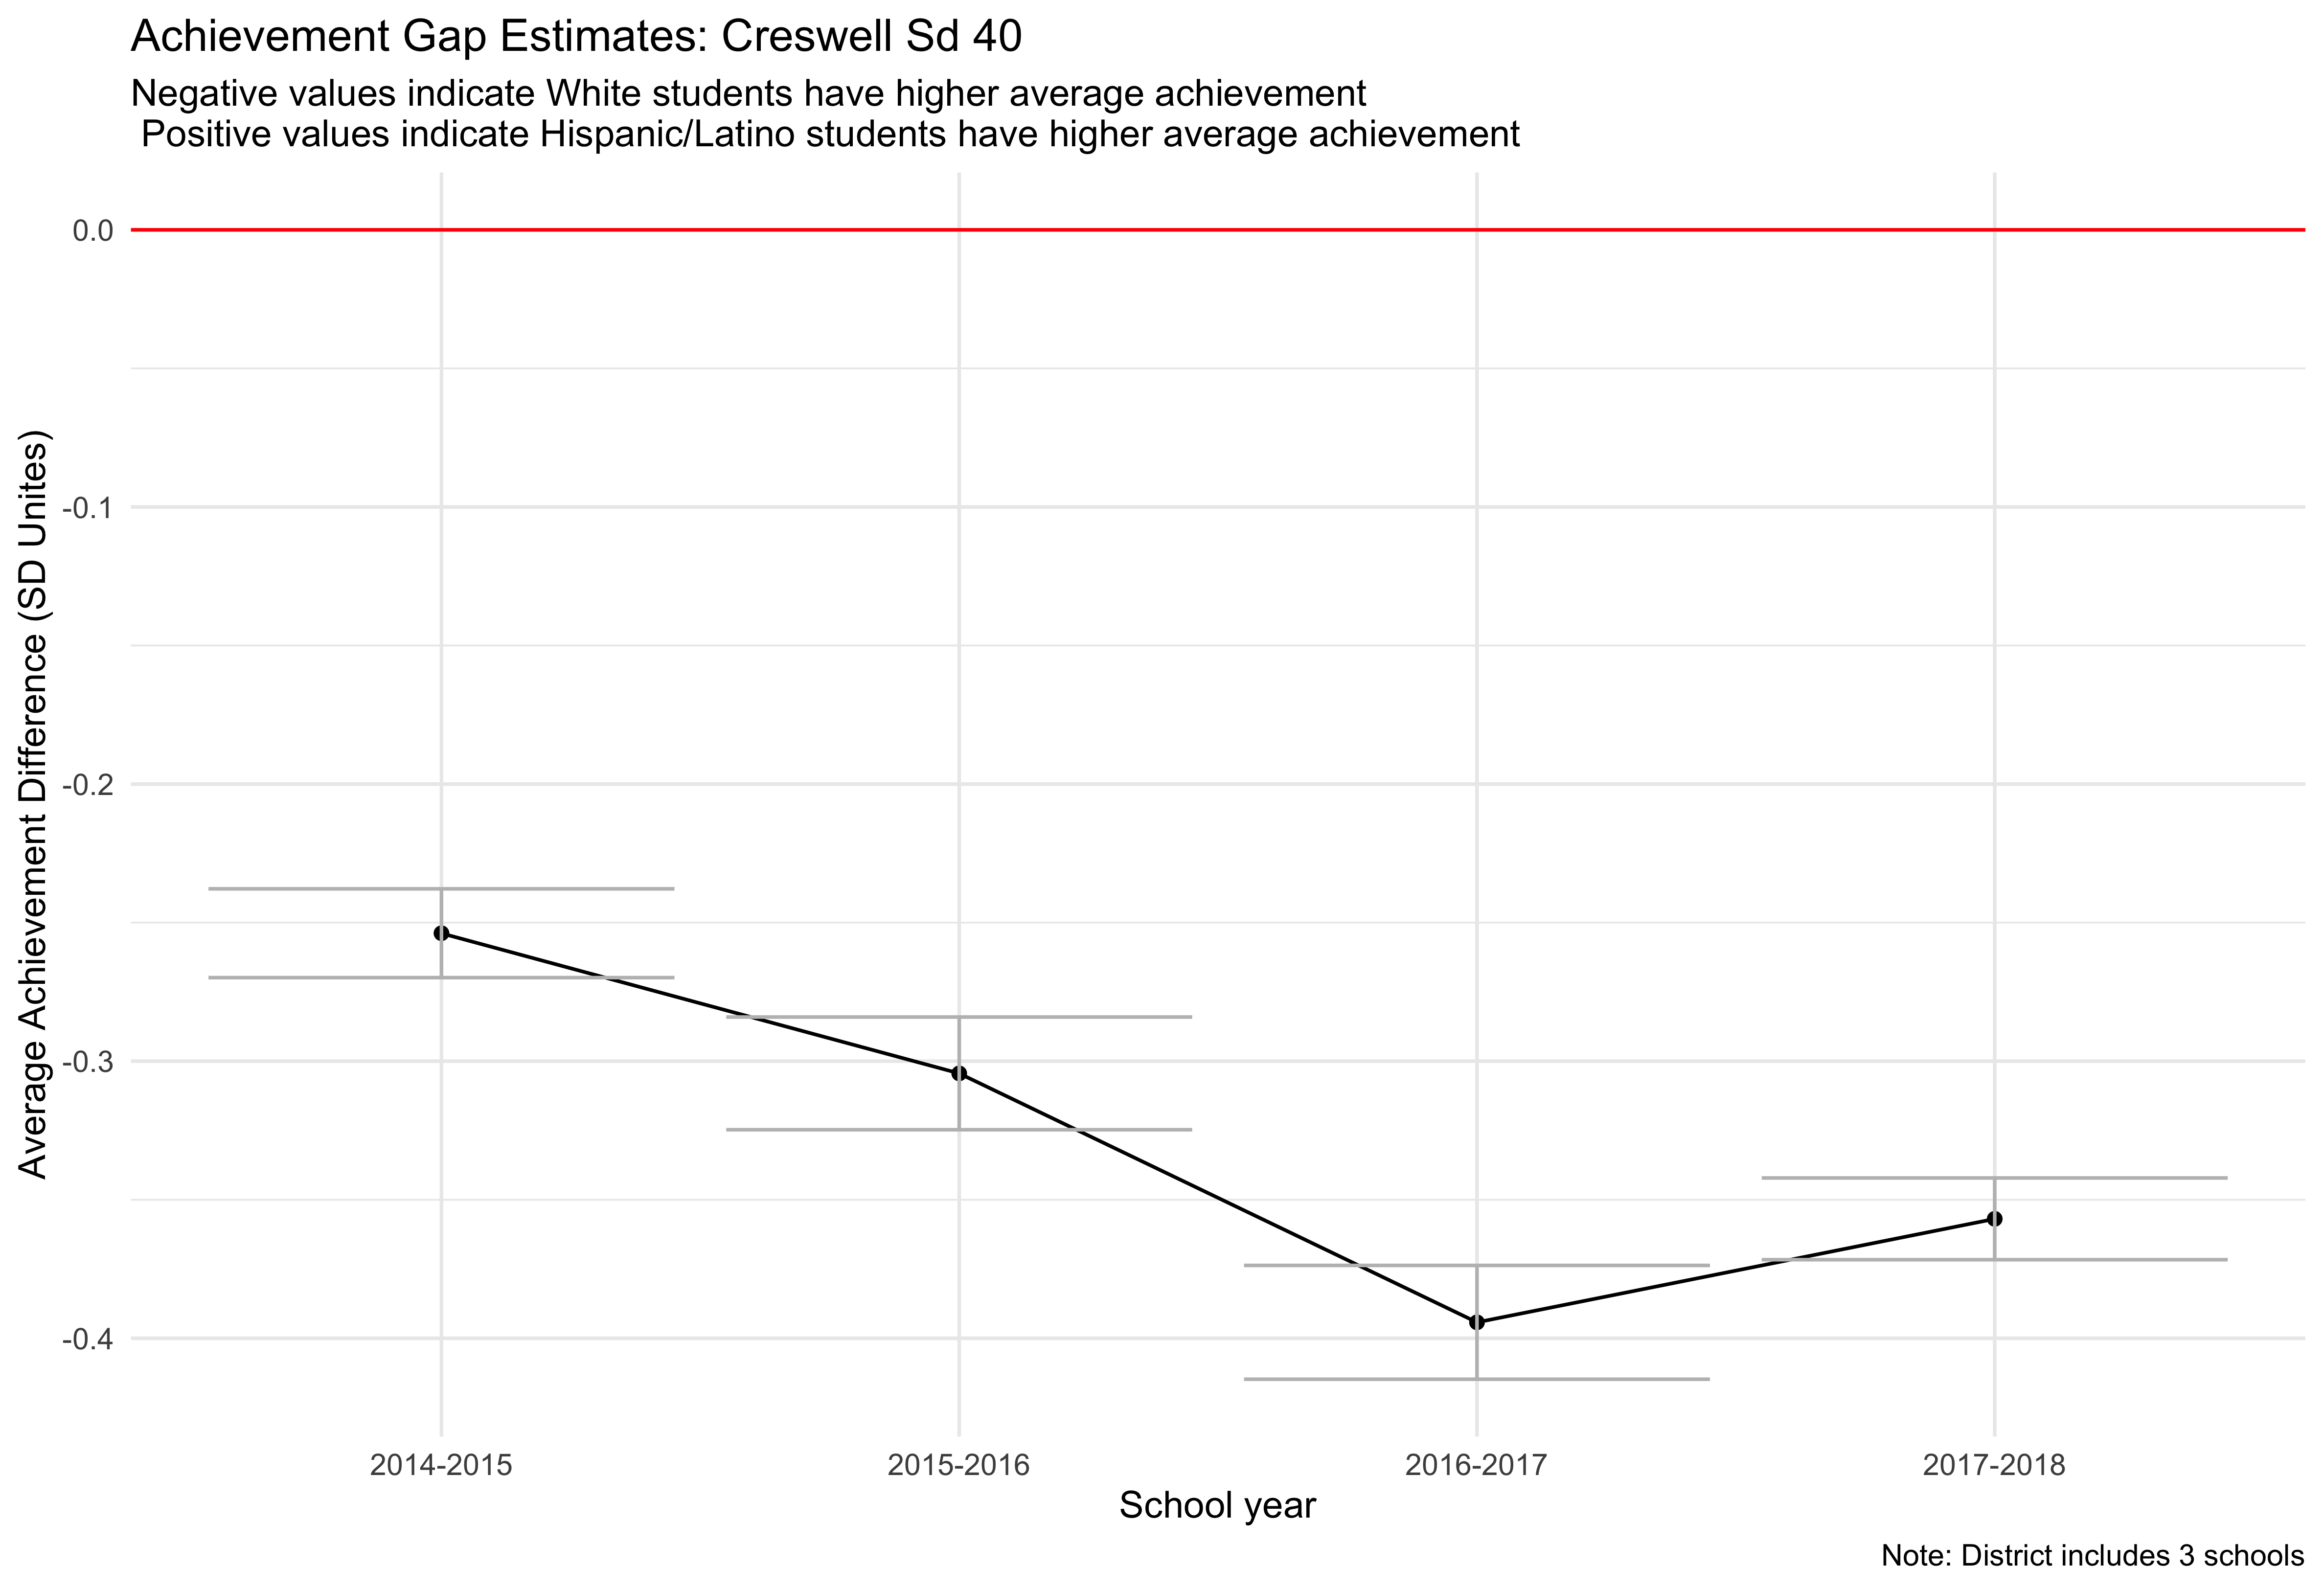 Achievement Gap Estimates: Creswell Sd 40
Negative values indicate White students have higher average achievement
Positive values indicate Hispanic/Latino students have higher average achievement
Average Achievement Difference (SD Unites)
0.0
-0.1
-0.2
-0.3
-0.4
2014-2015
2015-2016
2016-2017
2017-2018
School year
Note: District includes 3 schools